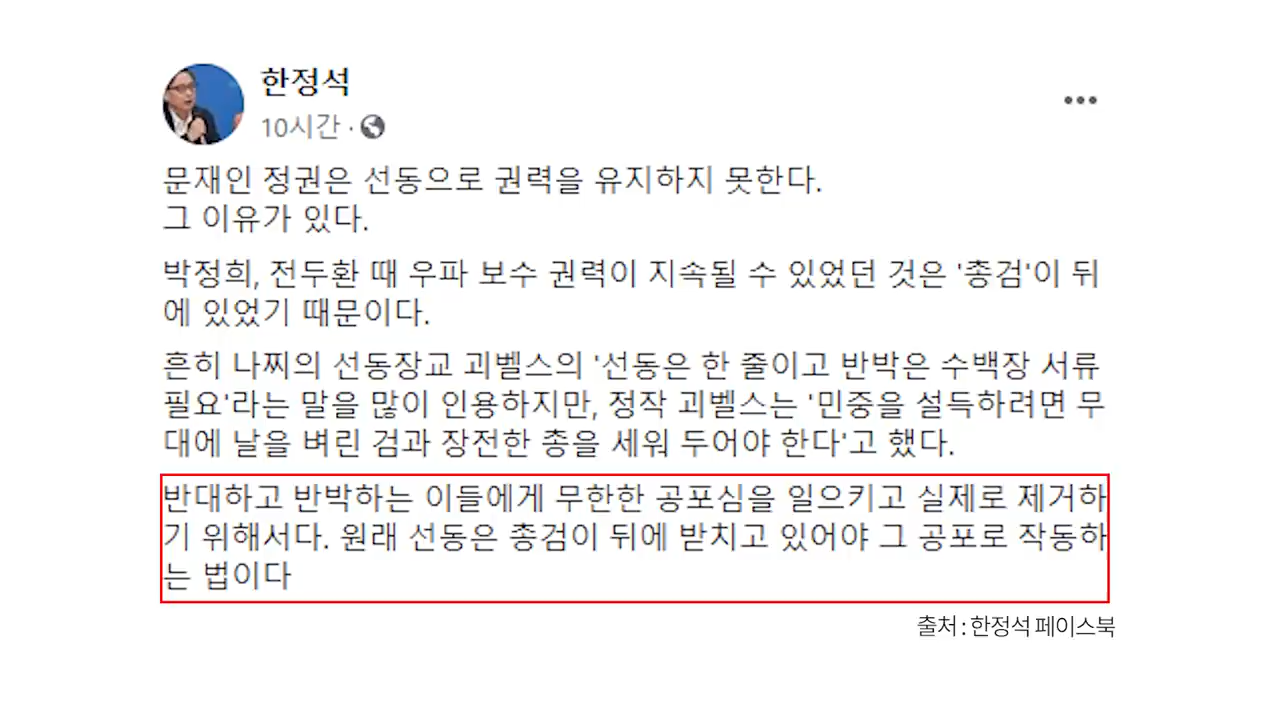 한정석
10시간 ·
문재인 정권은 선동으로 권력을 유지하지 못한다.
그 이유가 있다.
박정희, 전두환 때 우파 보수 권력이 지속될 수 있었던 것은 '총검'이 뒤
에 있었기 때문이다.
흔히 나찌의 선동장교 괴벨스의 '선동은 한 줄이고 반박은 수백장 서류
필요'라는 말을 많이 인용하지만, 정작 괴벨스는 '민중을 설득하려면 무
대에 날을 벼린 검과 장전한 총을 세워 두어야 한다'고 했다.
반대하고 반박하는 이들에게 무한한 공포심을 일으키고 실제로 제거하
기 위해서다. 원래 선동은 총검이 뒤에 받치고 있어야 그 공포로 작동하
는 법이다
출처 : 한정석 페이스북